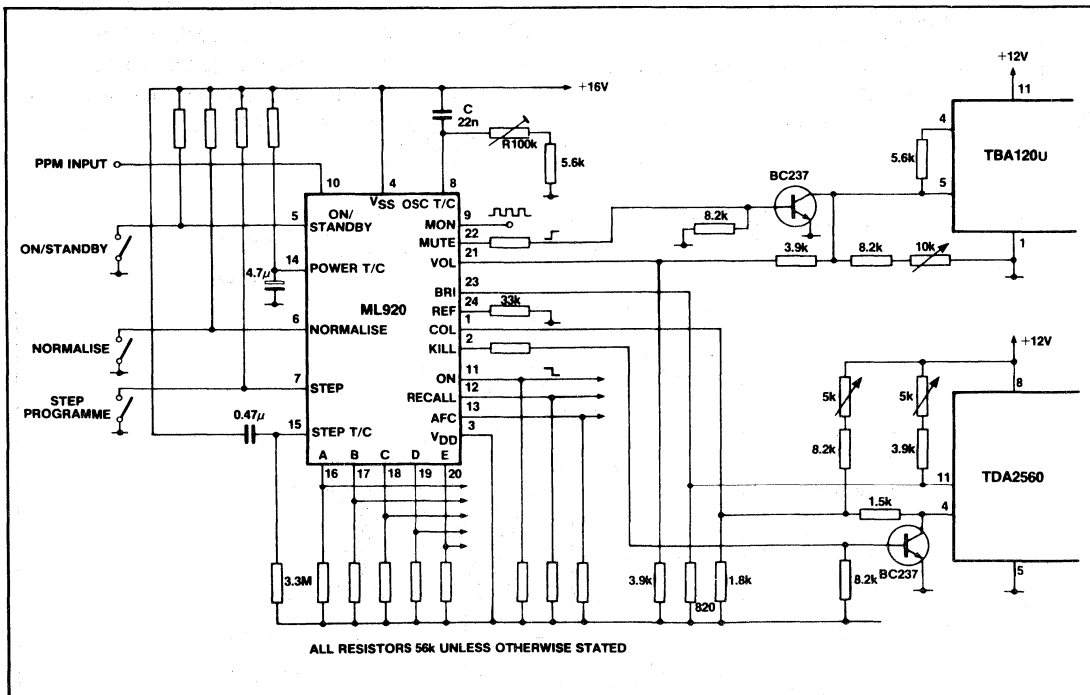 +12V
11
+16V
C
22n
R100k
5.6k
4
5.6k
TBA120U
PPM INPUT
BC237
5
10
4
8
VSS
OSC T/C
ON/
STANDBY
5
MON
9
8.2k
ON/STANDBY
MUTE
22
21
1
14
POWER T/C
VOL
3.9k
8.2k
10k
4.7μ
23
BRI
ML920
24
REF
33k
6
NORMALISE
1
COL
+12V
2
KILL
NORMALISE
11
ON
8
7
STEP
12
RECALL
5k
5k
STEP
PROGRAMME
13
AFC
0.47μ
15
STEP T/C
3
VDD
8.2k
3.9k
A
B
C
D
E
16
17
18
19
20
11
TDA2560
1.5k
4
3.3M
3.9k
820
1.8k
8.2k
BC237
5
ALL RESISTORS 56k UNLESS OTHERWISE STATED